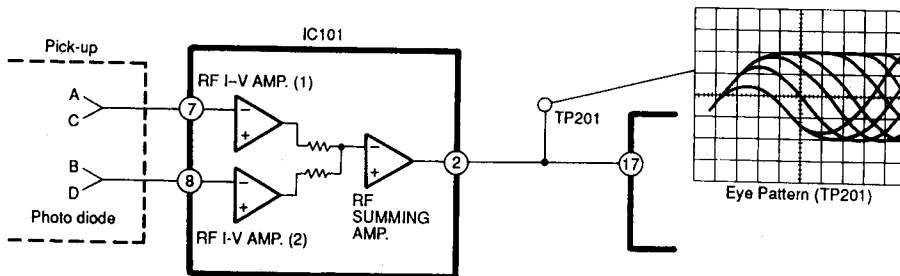 IC101
Pick-up
RF I-V AMP. (1)
A
C
7
−
+
TP201
B
D
8
−
+
−
+
2
17
Photo diode
RF I-V AMP. (2)
RF
SUMMING
AMP.
Eye Pattern (TP201)